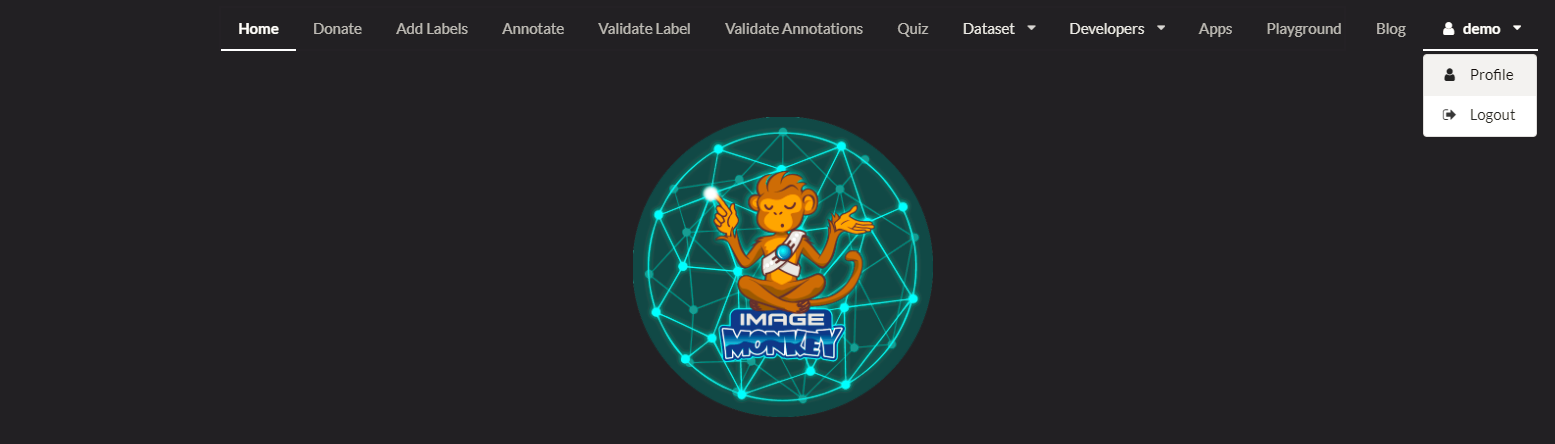 Home Donate Add Labels Annotate Validate Label Validate Annotations Quiz Dataset Developers Apps Playground Blog demo
Profile
Logout
IMAGE
MONKEY